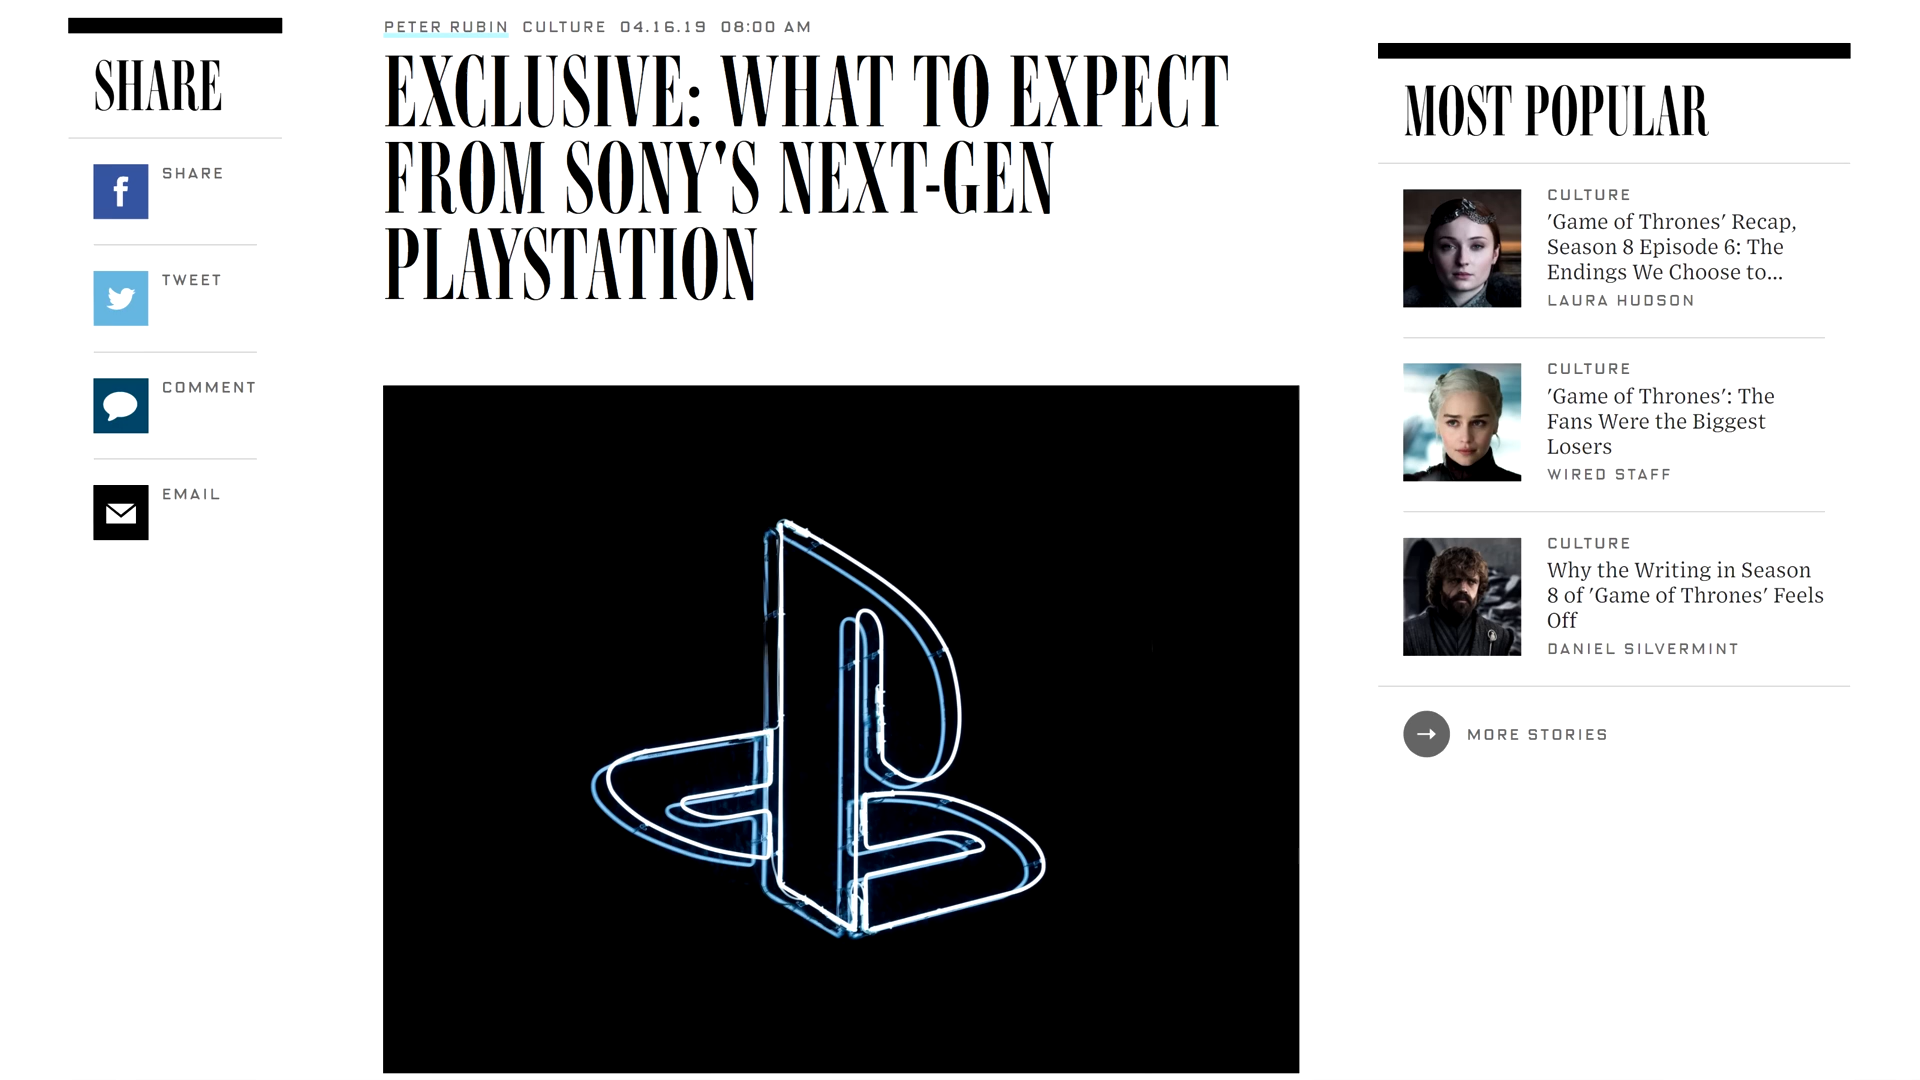 SHARE
SHARE
TWEET
COMMENT
EMAIL
PETER RUBIN CULTURE 04.16.19 08:00 AM
EXCLUSIVE: WHAT TO EXPECT
FROM SONY'S NEXT-GEN
PLAYSTATION
MOST POPULAR
CULTURE
'Game of Thrones' Recap,
Season 8 Episode 6: The
Endings We Choose to...
LAURA HUDSON
CULTURE
'Game of Thrones': The
Fans Were the Biggest
Losers
WIRED STAFF
CULTURE
Why the Writing in Season
8 of 'Game of Thrones' Feels
Off
DANIEL SILVERMINT
MORE STORIES